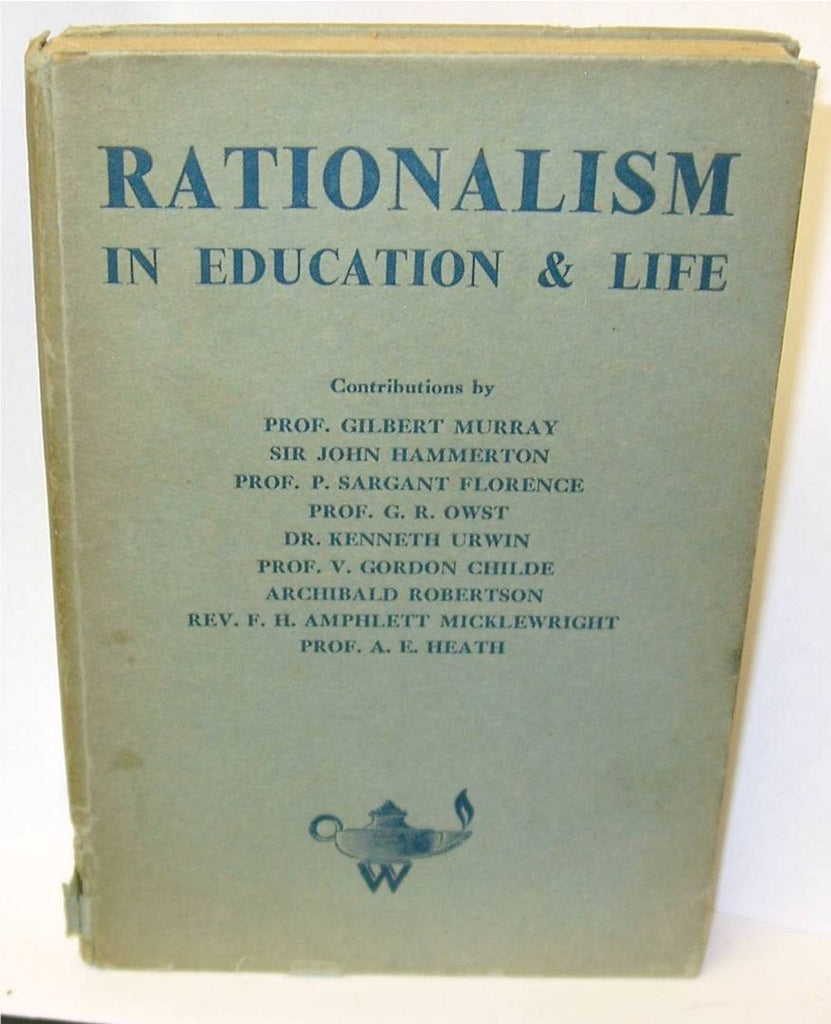 RATIONALISM
IN EDUCATION & LIFE
Contributions by
PROF. GILBERT MURRAY
SIR JOHN HAMMERTON
PROF. P. SARGANT FLORENCE
PROF. G. R. OWST
DR. KENNETH URWIN
PROF. V. GORDON CHILDE
ARCHIBALD ROBERTSON
REV. F. H. AMPHLETT MICKLEWRIGHT
PROF. A. E. HEATH
W